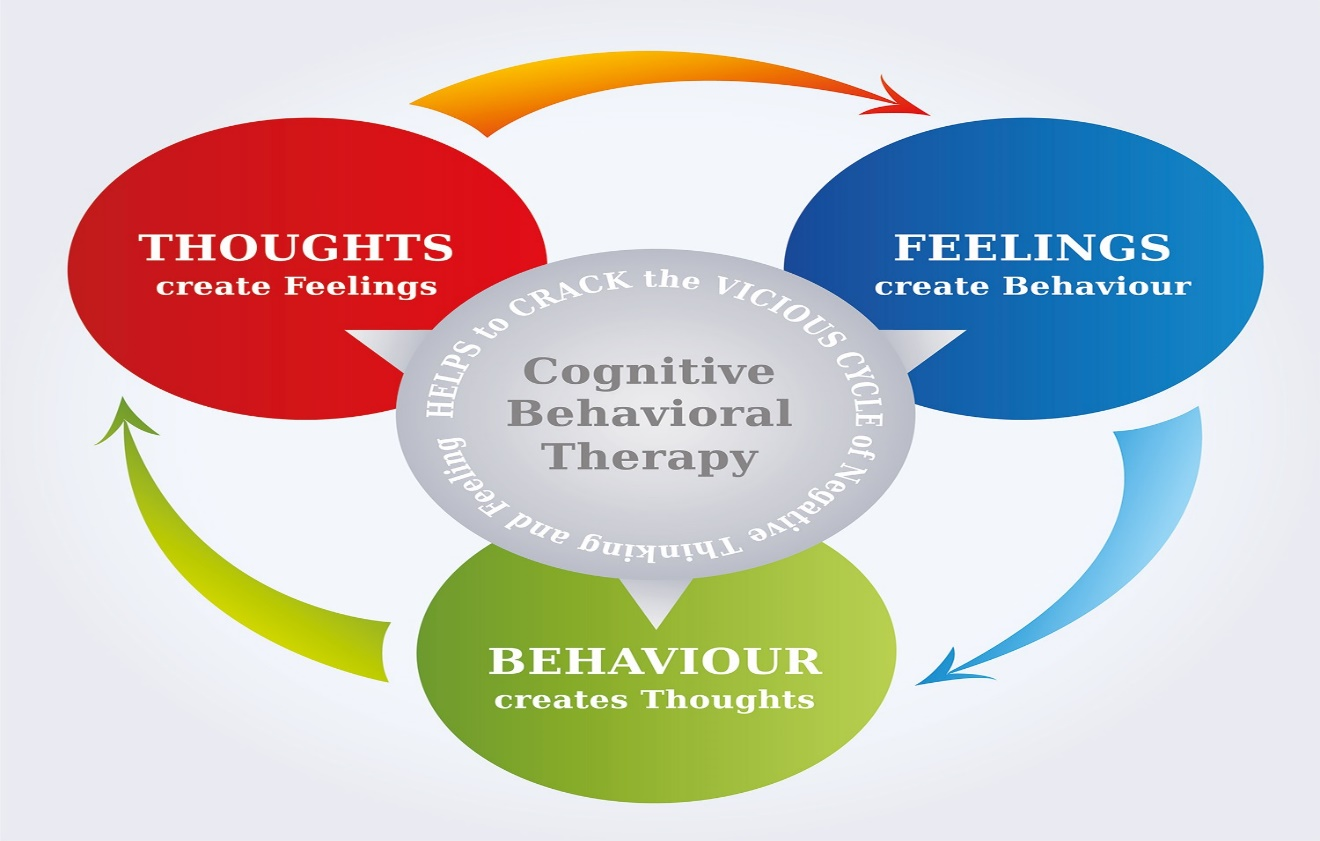 THOUGHTS
create Feelings
FEELINGS
create Behaviour
HELPS to CRACK the VICIOUS CYCLE of Negative Thinking and Feeling
Cognitive
Behavioral
Therapy
BEHAVIOUR
creates Thoughts